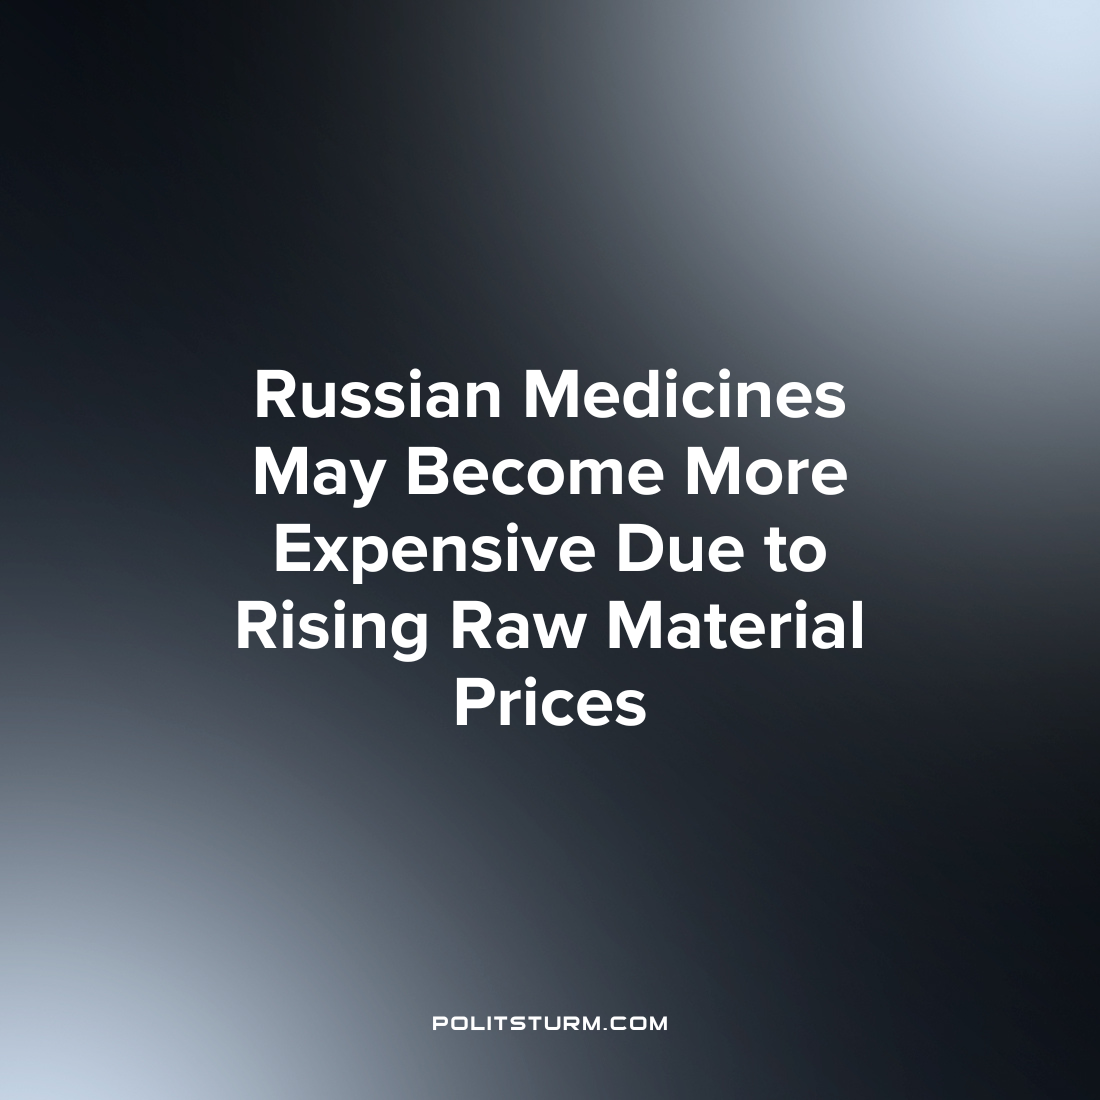 Russian Medicines
May Become More
Expensive Due to
Rising Raw Material
Prices
POLITSTURM.COM